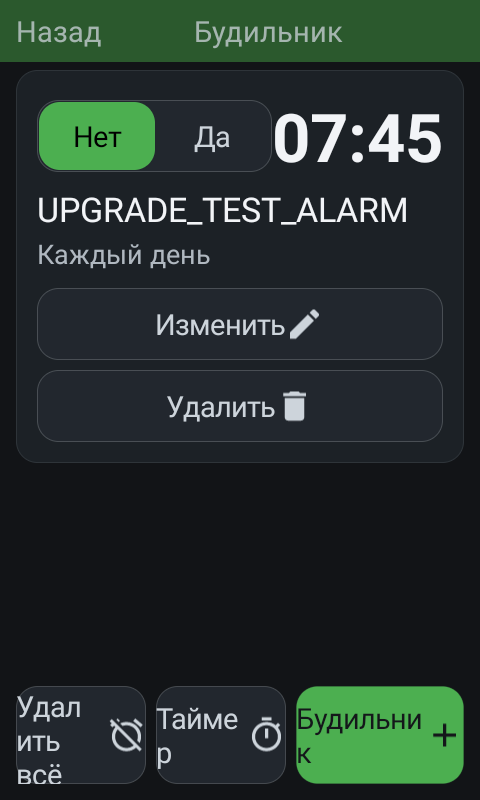 Назад Будильник
Нет Да 07:45
UPGRADE_TEST_ALARM
Каждый день
Изменить
Удалить
Удал
ить
всё
Тайме
р
Будильни
к